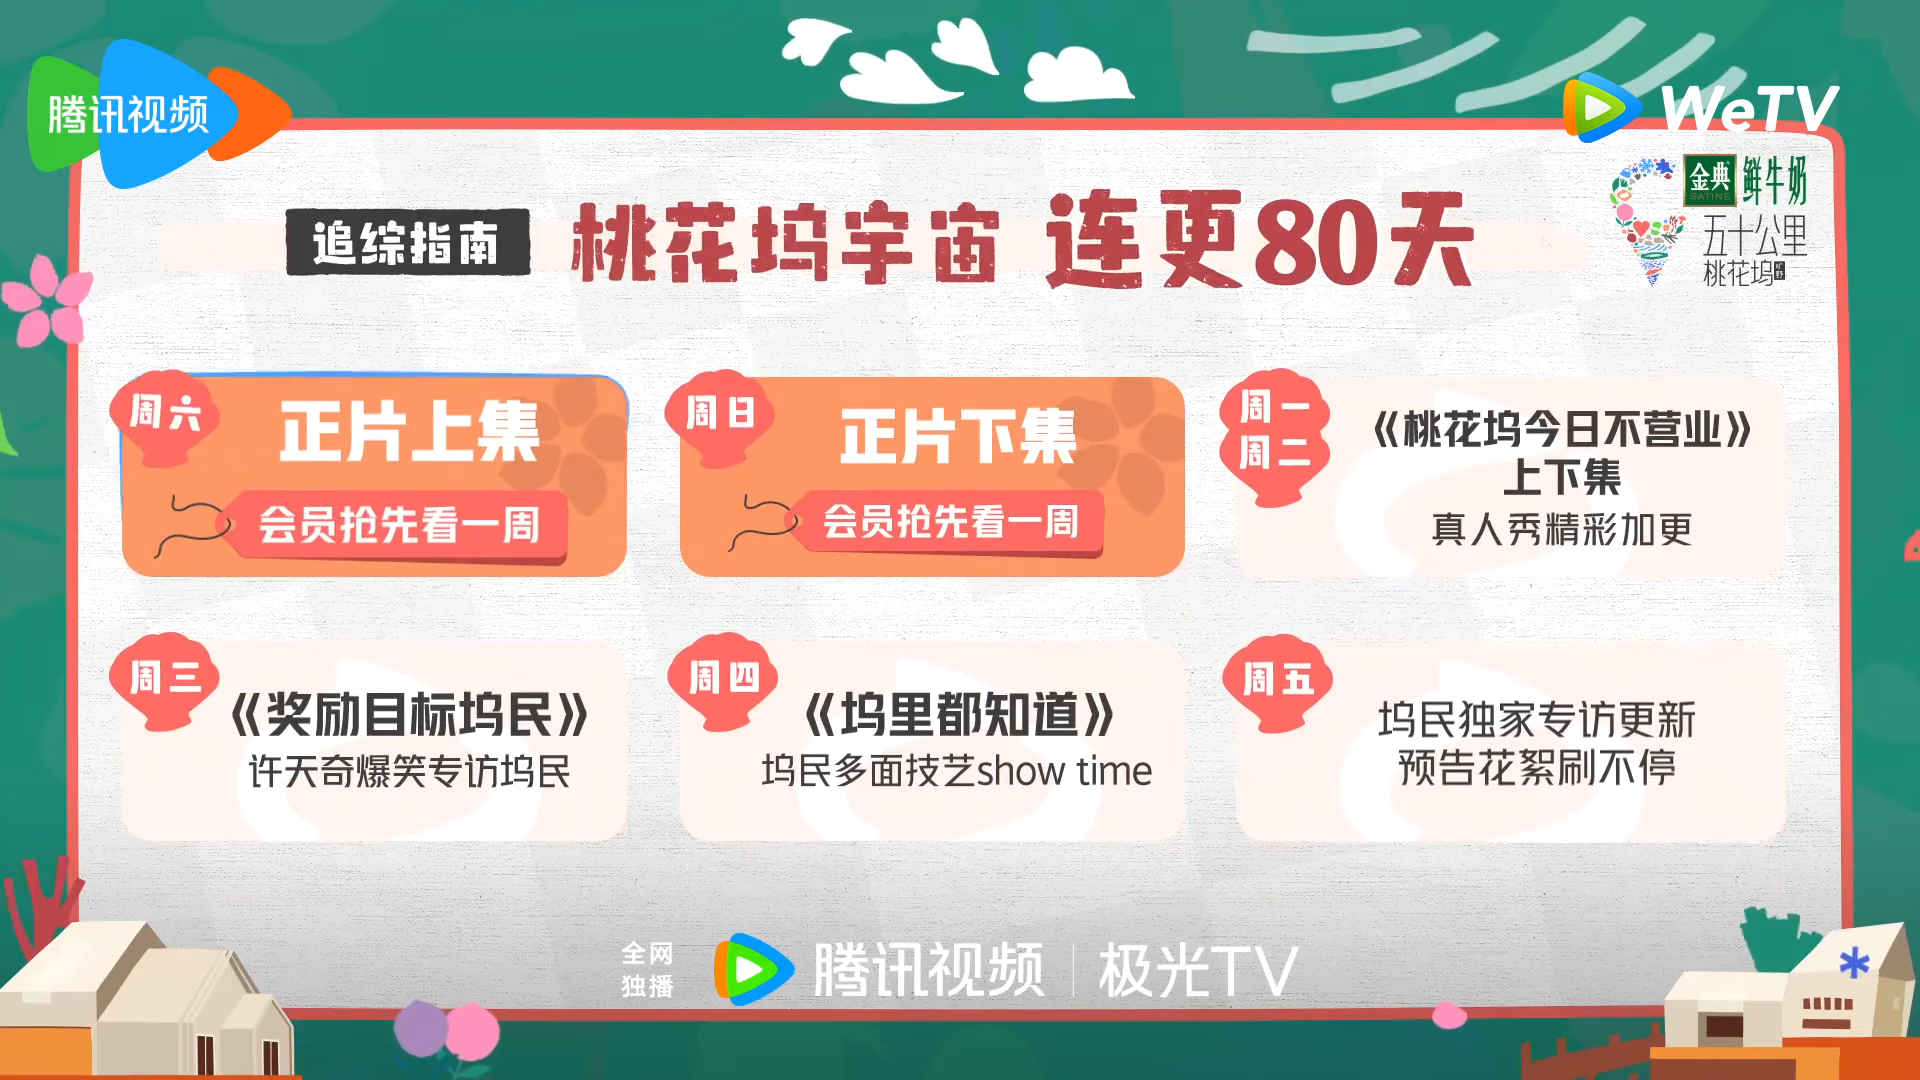 腾讯视频
WeTV
金典
SATINE
鲜牛奶
五十公里
桃花坞
追综指南
桃花坞宇宙 连更80天
周六
正片上集
会员抢先看一周
周日
正片下集
会员抢先看一周
周一
周二
《桃花坞今日不营业》
上下集
真人秀精彩加更
周三
《奖励目标坞民》
许天奇爆笑专访坞民
周四
《坞里都知道》
坞民多面技艺show time
周五
坞民独家专访更新
预告花絮刷不停
全网
独播
腾讯视频
极光TV